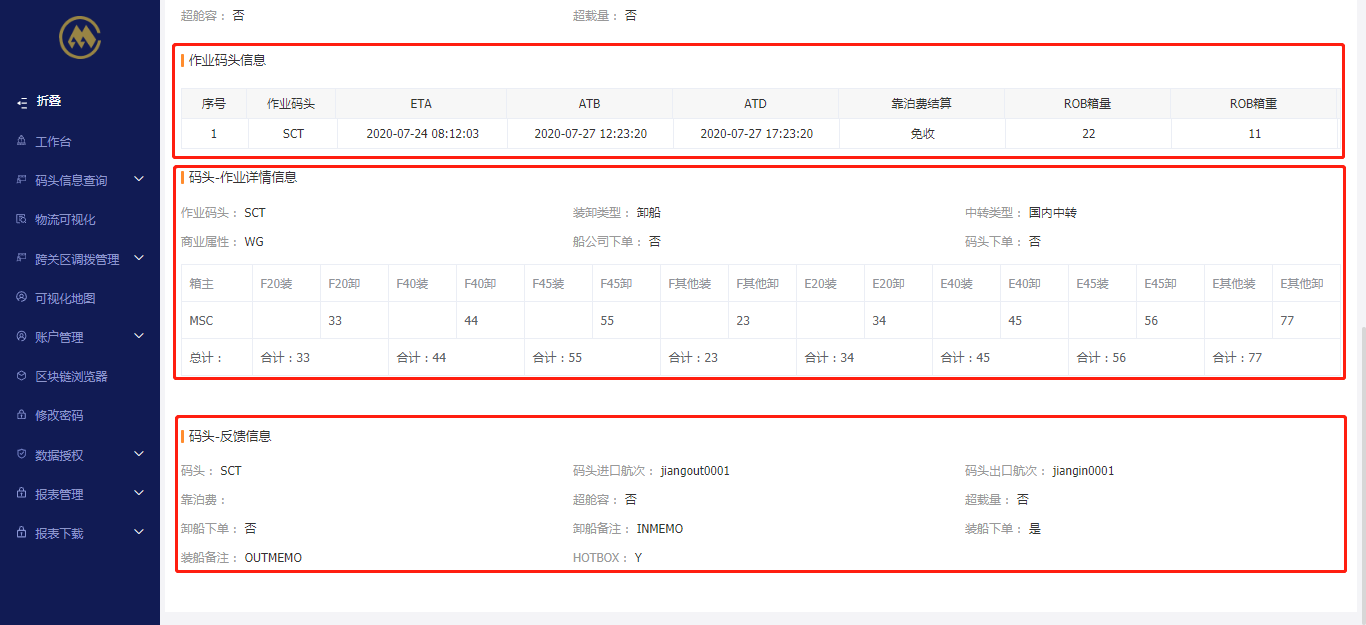 折叠
工作台
码头信息查询
物流可视化
跨关区调拨管理
可视化地图
账户管理
区块链浏览器
修改密码
数据授权
报表管理
报表下载
超舱容： 否 超载量： 否
作业码头信息
序号 作业码头 ETA ATB ATD 靠泊费结算 ROB箱量 ROB箱重
1 SCT 2020-07-24 08:12:03 2020-07-27 12:23:20 2020-07-27 17:23:20 免收 22 11
码头-作业详情信息
作业码头： SCT 装卸类型： 卸船 中转类型： 国内中转
商业属性： WG 船公司下单： 否 码头下单： 否
箱主 F20装 F20卸 F40装 F40卸 F45装 F45卸 F其他装 F其他卸 E20装 E20卸 E40装 E40卸 E45装 E45卸 E其他装 E其他卸
MSC 33 44 55 23 34 45 56 77
总计： 合计：33 合计：44 合计：55 合计：23 合计：34 合计：45 合计：56 合计：77
码头-反馈信息
码头： SCT 码头进口航次： jiangout0001 码头出口航次： jiangin0001
靠泊费： 超舱容： 否 超载量： 否
卸船下单： 否 卸船备注： INMEMO 装船下单： 是
装船备注： OUTMEMO HOTBOX： Y